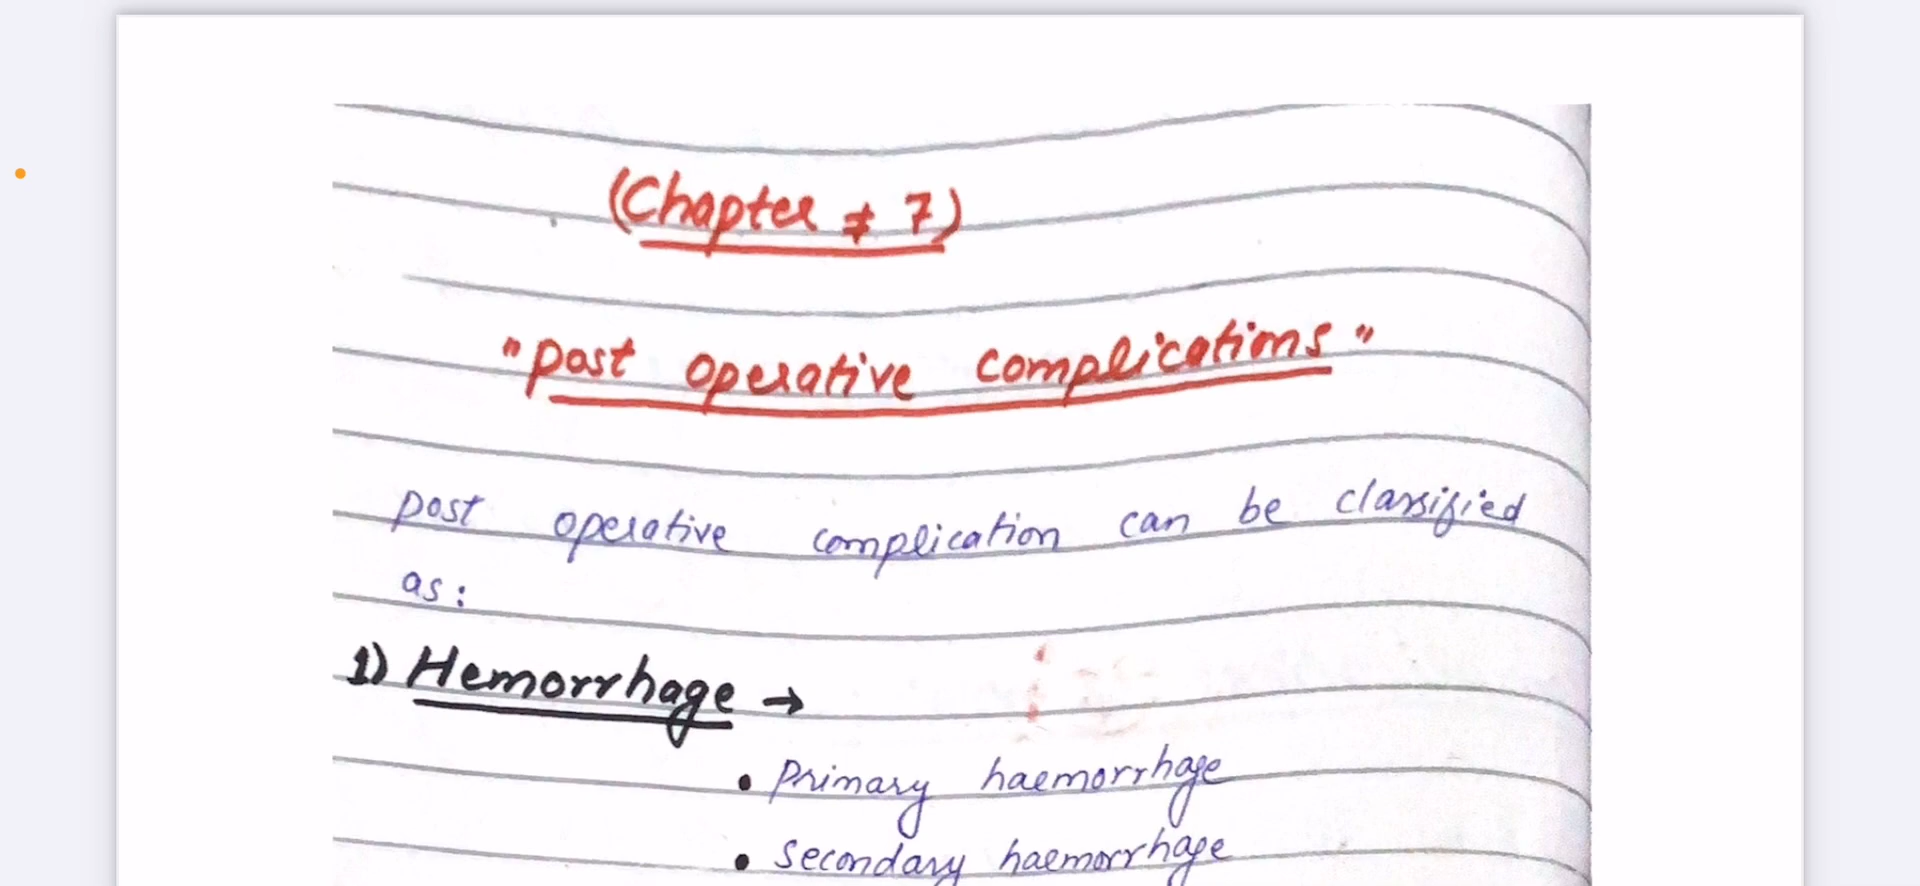 (Chapter # 7)
"post operative complications"
post operative complication can be classified
as:
1) Hemorrhage →
• Primary haemorrhage
• secondary haemorrhage